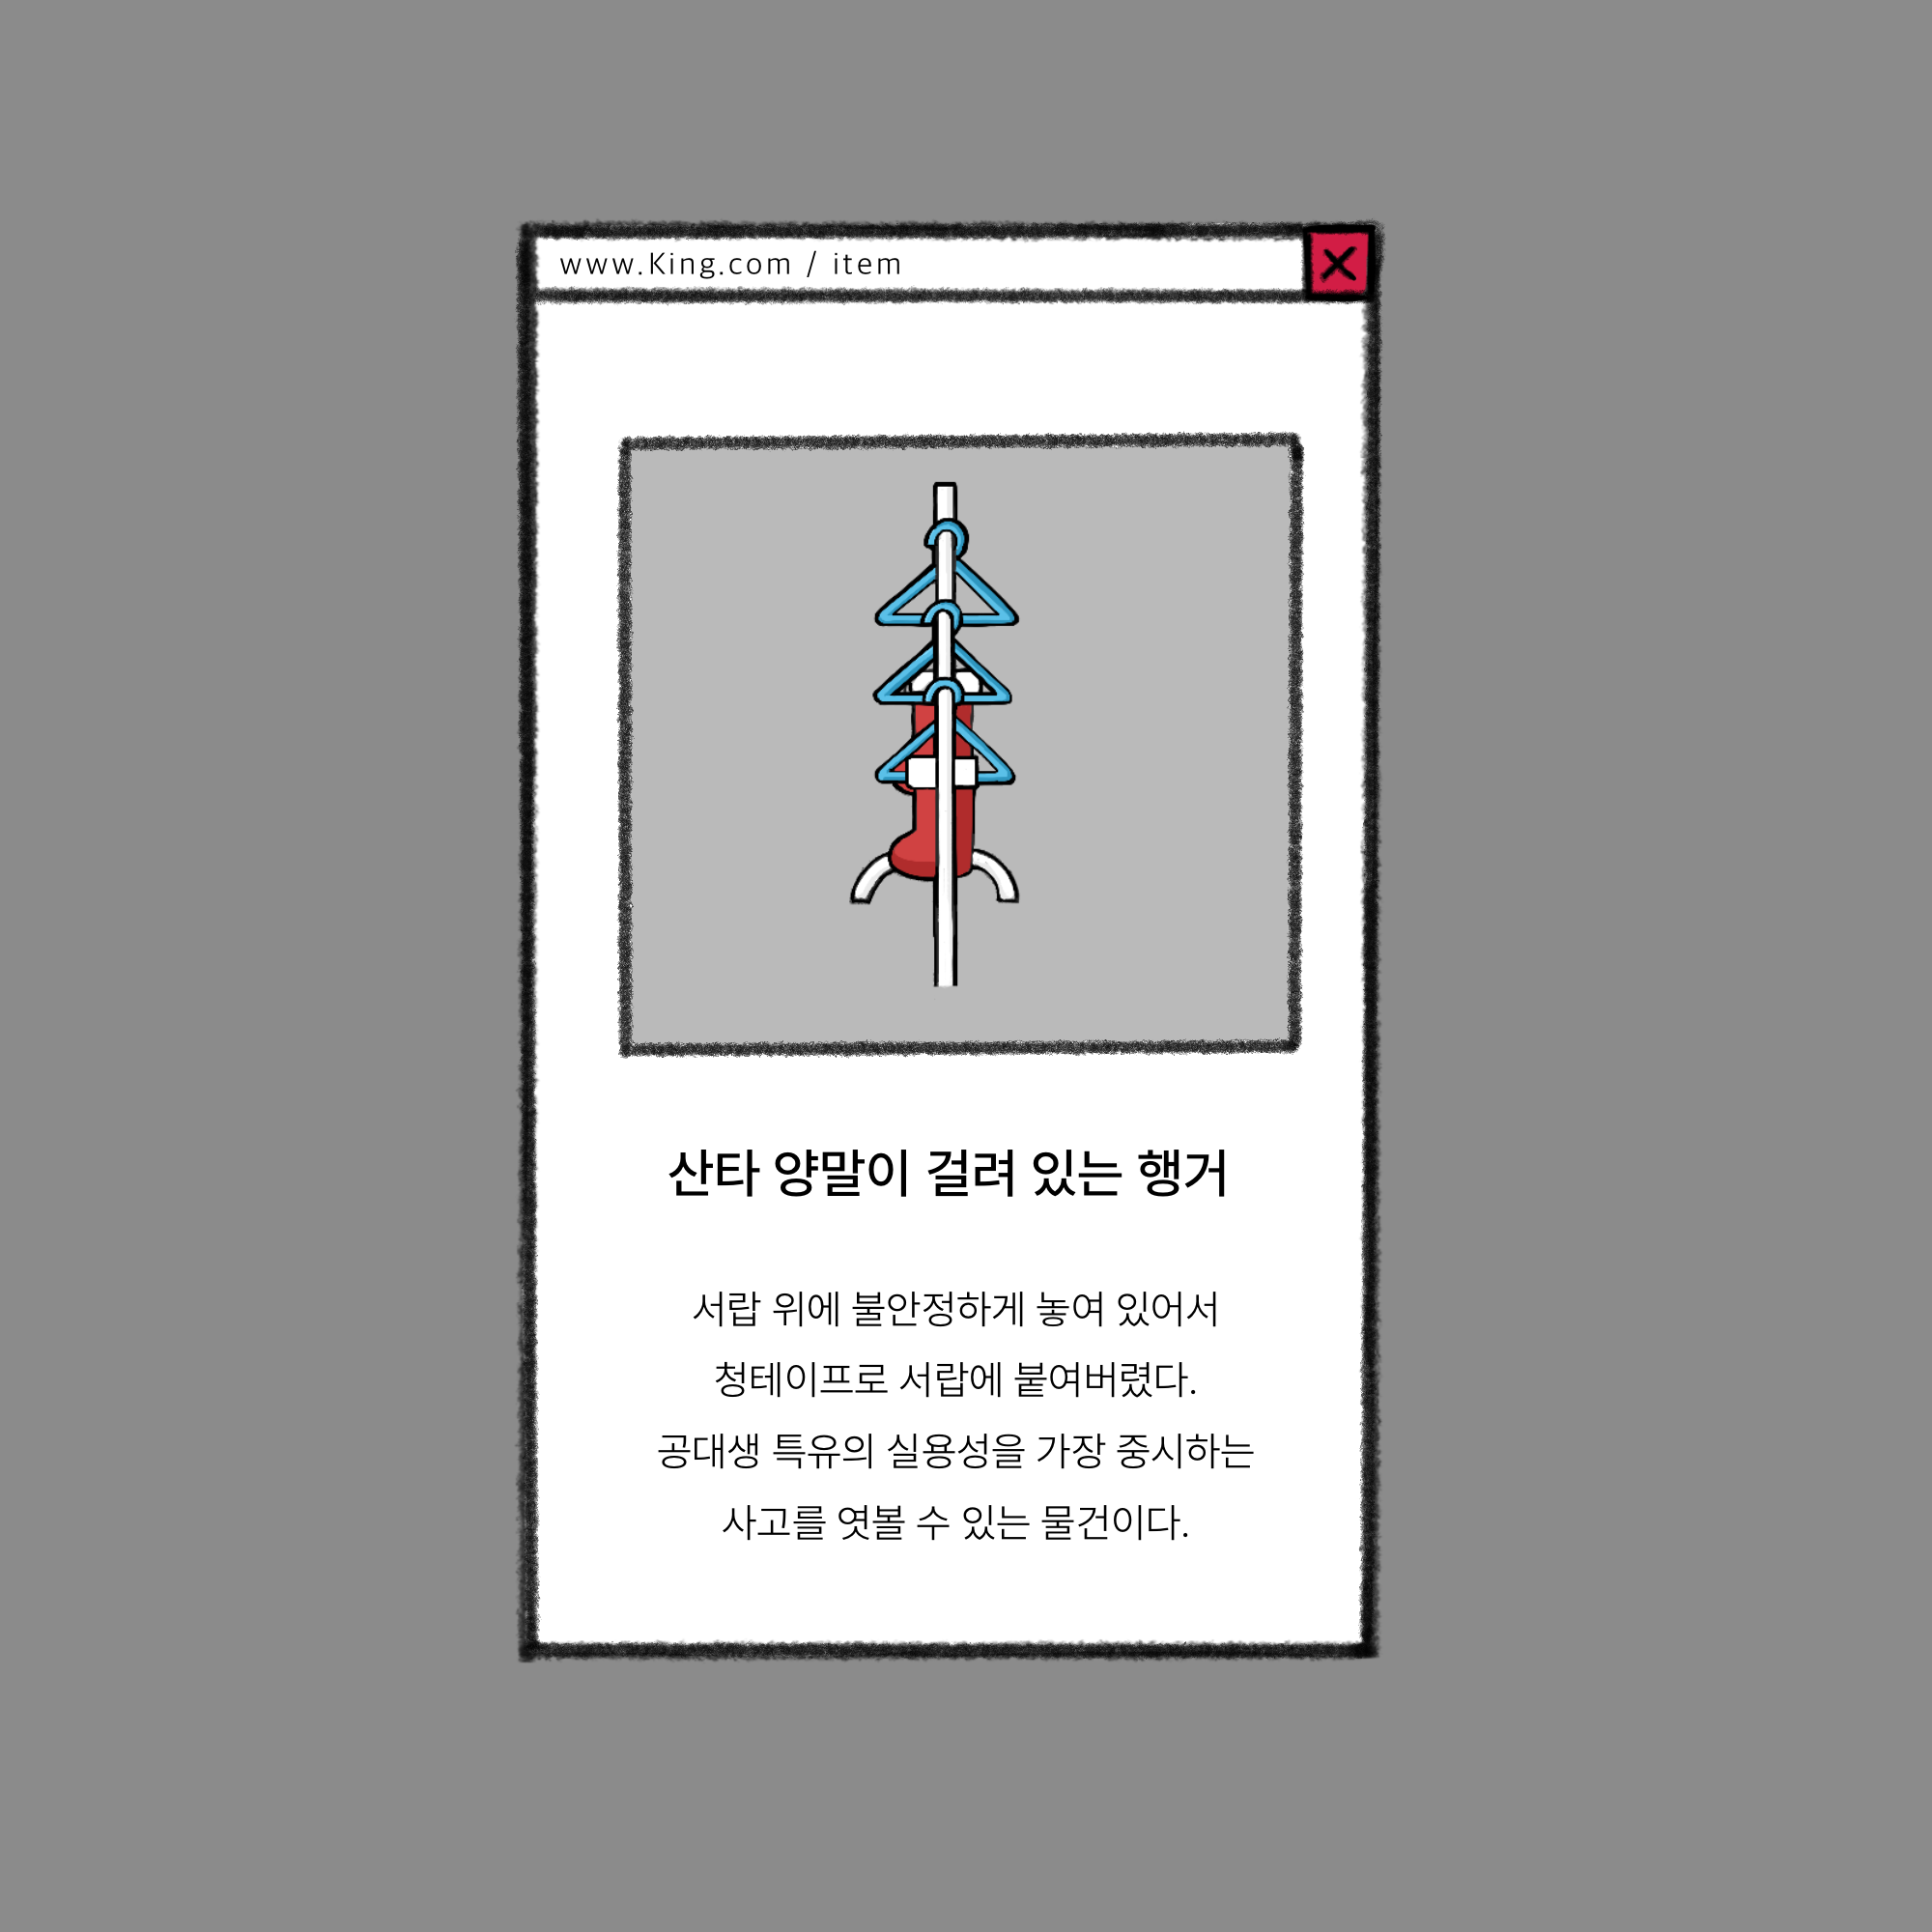 www.King.com / item
산타 양말이 걸려 있는 행거
서랍 위에 불안정하게 놓여 있어서
청테이프로 서랍에 붙여버렸다.
공대생 특유의 실용성을 가장 중시하는
사고를 엿볼 수 있는 물건이다.